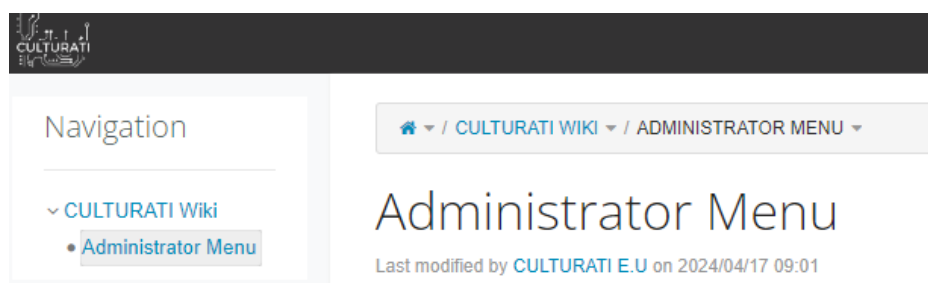 CULTURATI
Navigation
CULTURATI Wiki
Administrator Menu
/ CULTURATI WIKI / ADMINISTRATOR MENU
Administrator Menu
Last modified by CULTURATI E.U on 2024/04/17 09:01